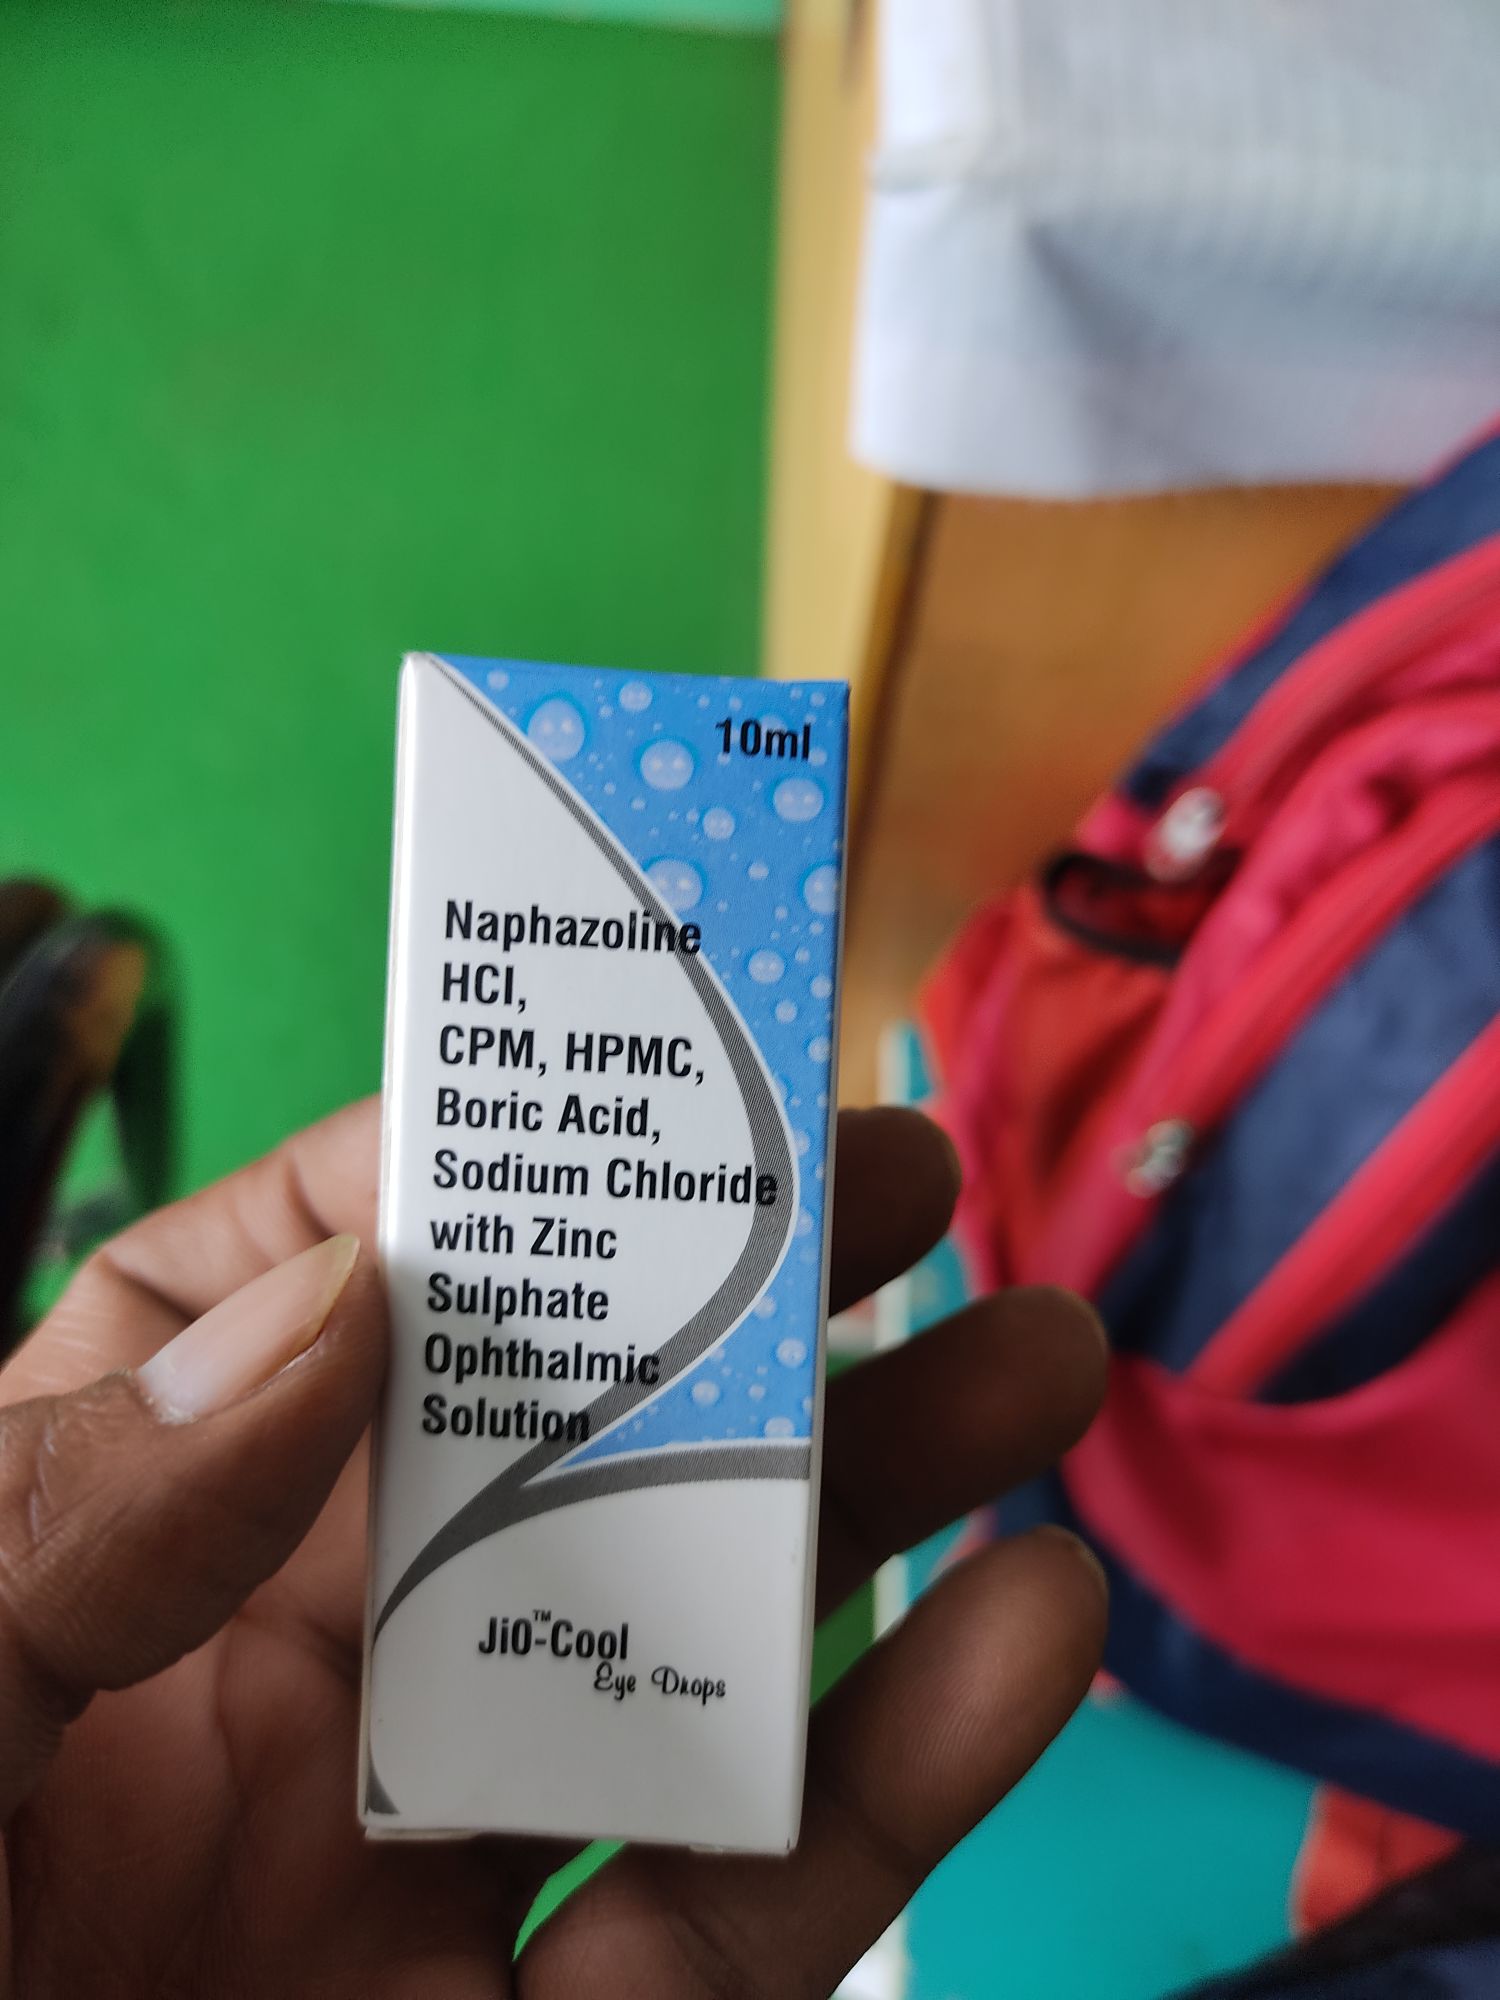 10ml
Naphazoline
HCl,
CPM, HPMC,
Boric Acid,
Sodium Chloride
with Zinc
Sulphate
Ophthalmic
Solution
JiO™-Cool
Eye Drops